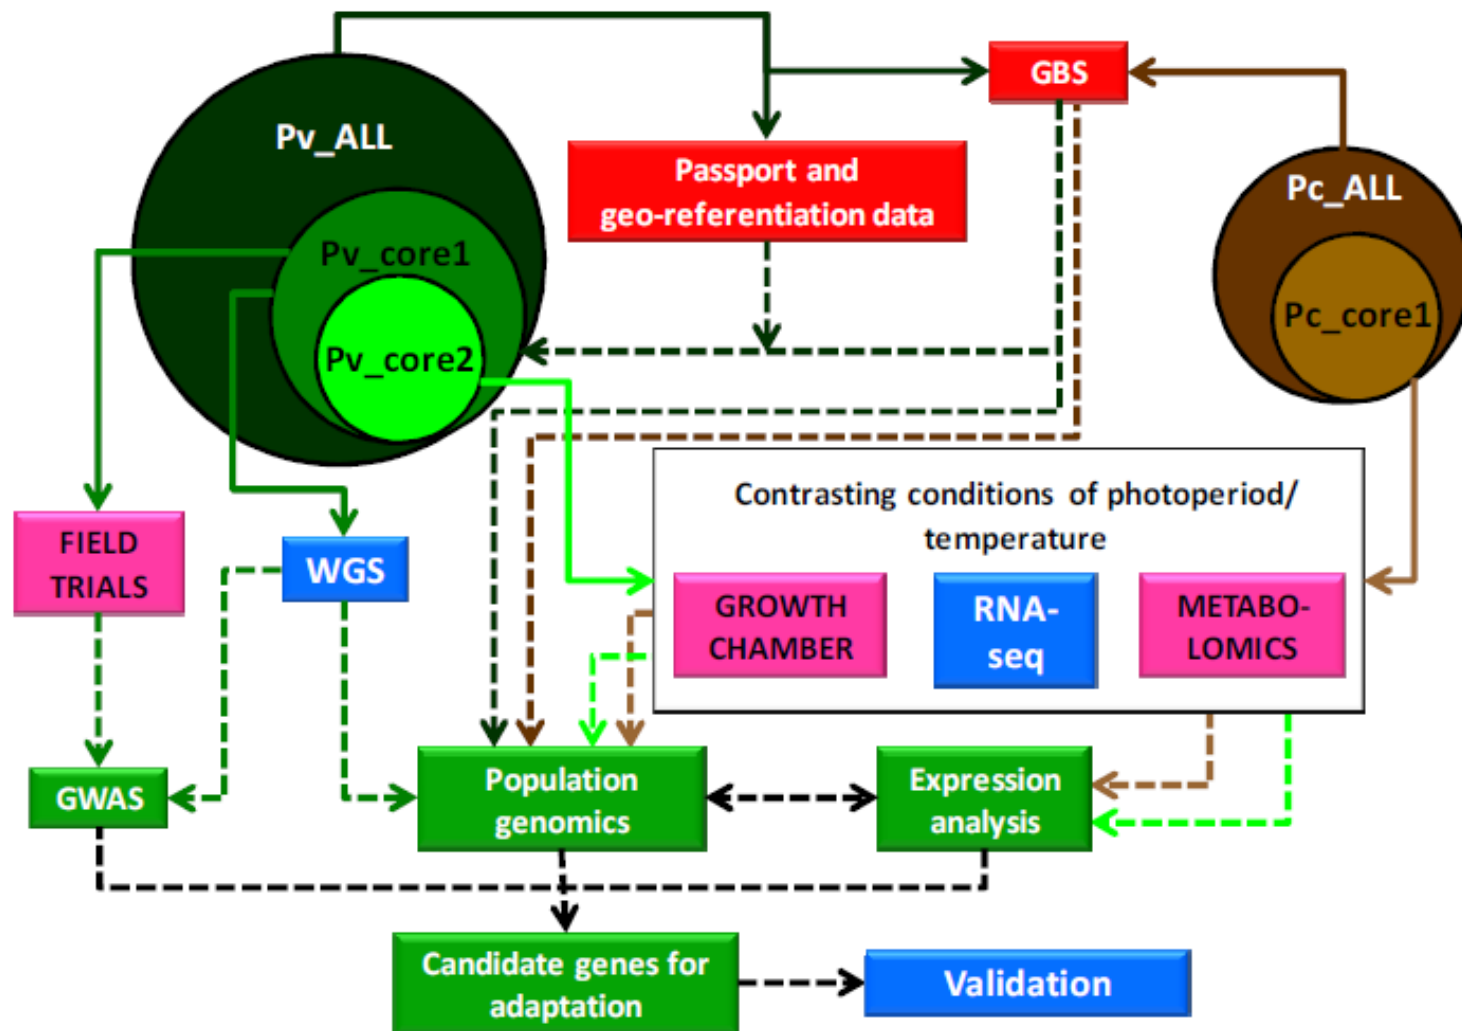 GBS
Pv_ALL
Passport and
geo-referentiation data
Pc_ALL
Pv_core1
Pc_core1
Pv_core2
Contrasting conditions of photoperiod/
temperature
FIELD
TRIALS
WGS
GROWTH
CHAMBER
RNA-
seq
METABO-
LOMICS
GWAS
Population
genomics
Expression
analysis
Candidate genes for
adaptation
Validation